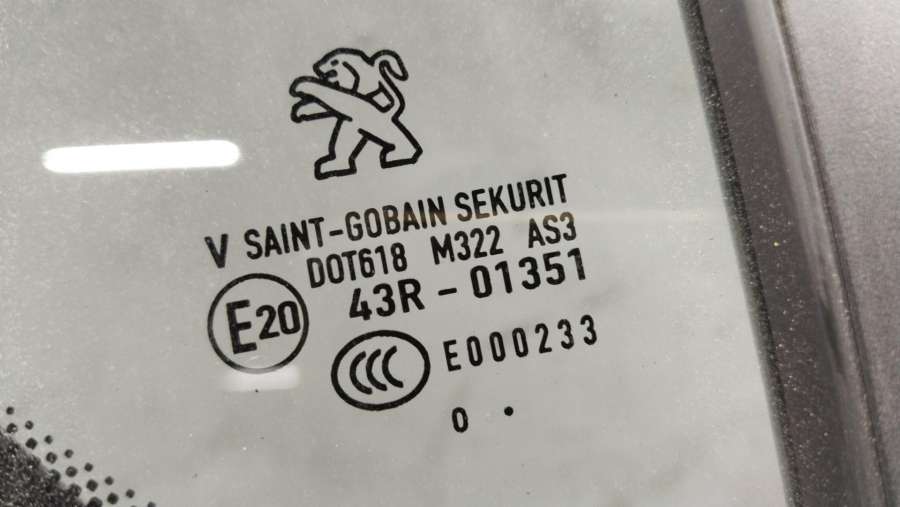 V SAINT-GOBAIN SEKURIT
DOT618 M322 AS3
E20 43R - 01351
CCC E000233
0 .